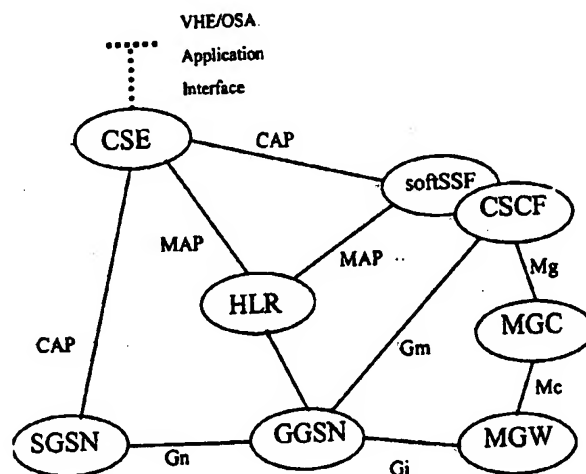 VHE/OSA
Application
Interface
CSE
CAP
softSSF
CSCF
MAP
MAP
Mg
HLR
MGC
CAP
Gm
Mc
SGSN
Gn
GGSN
Gi
MGW